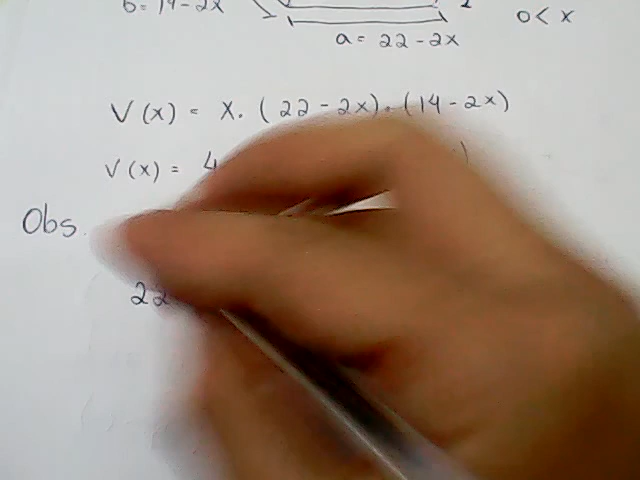 b = 14 - 2x
0 < x
a = 22 - 2x
V(x) = x. (22 - 2x).(14 - 2x)
V(x) = 4 )
Obs.
22